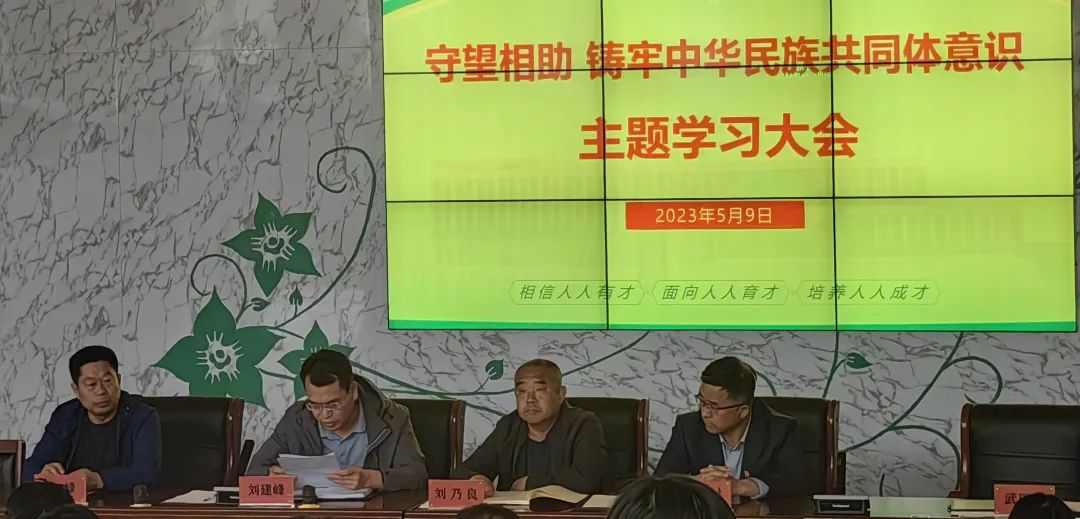 守望相助 铸牢中华民族共同体意识
主题学习大会
2023年5月9日
相信人人有才 面向人人育才 培养人人成才
刘建峰
刘乃良
武